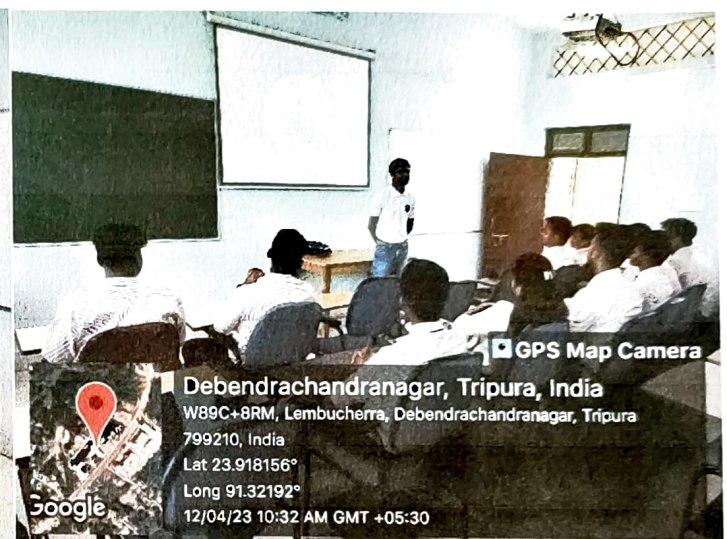 GPS Map Camera
Debendrachandranagar, Tripura, India
W89C+8RM, Lembucherra, Debendrachandranagar, Tripura
799210, India
Lat 23.918156°
Long 91.32192°
12/04/23 10:32 AM GMT +05:30
Google